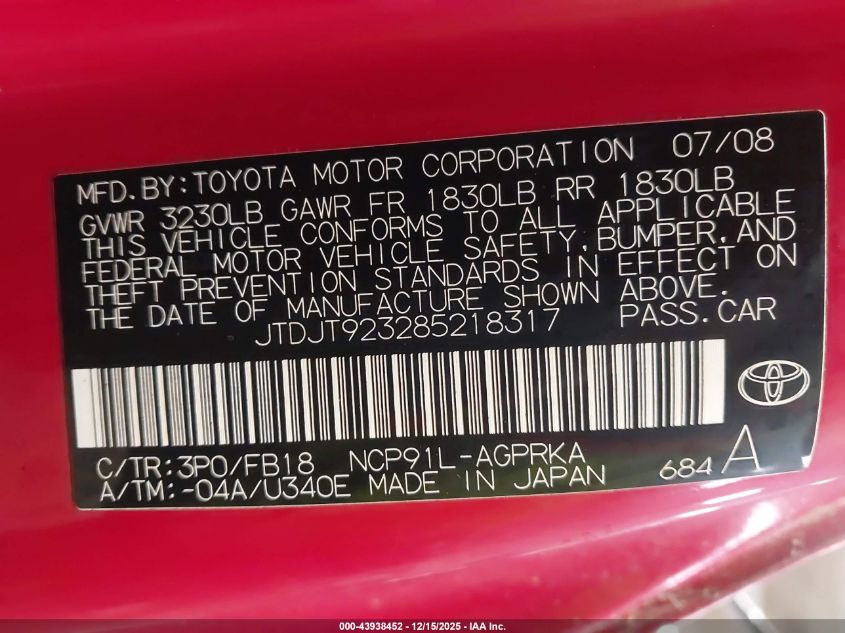 MFD.BY:TOYOTA MOTOR CORPORATION 07/08
GVWR 3230LB GAWR FR 1830LB RR 1830LB
THIS VEHICLE CONFORMS TO ALL APPLICABLE
FEDERAL MOTOR VEHICLE SAFETY,BUMPER,AND
THEFT PREVENTION STANDARDS IN EFFECT ON
THE DATE OF MANUFACTURE SHOWN ABOVE.
JTDJT923285218317 PASS.CAR
C/TR:3P0/FB18 NCP91L-AGPRKA
A/TM:-04A/U340E MADE IN JAPAN 684 A
000-43938452 - 12/15/2025 - IAA Inc.